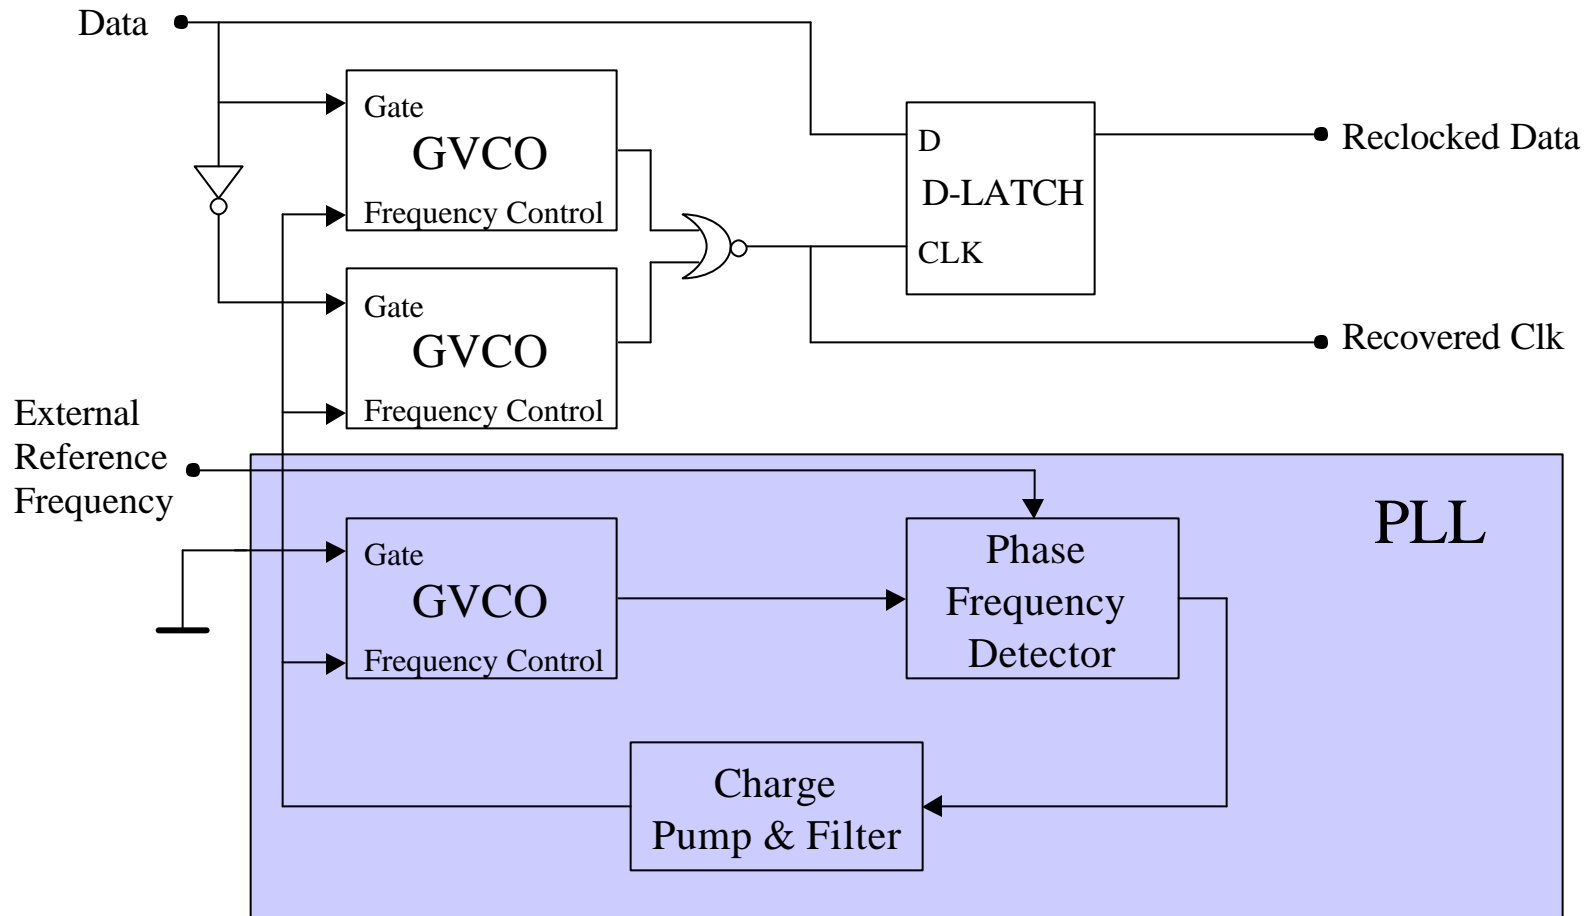 Data
Gate
GVCO
Frequency Control
D
D-LATCH
CLK
Reclocked Data
Gate
GVCO
Frequency Control
Recovered Clk
External
Reference
Frequency
PLL
Gate
GVCO
Frequency Control
Phase
Frequency
Detector
Charge
Pump & Filter